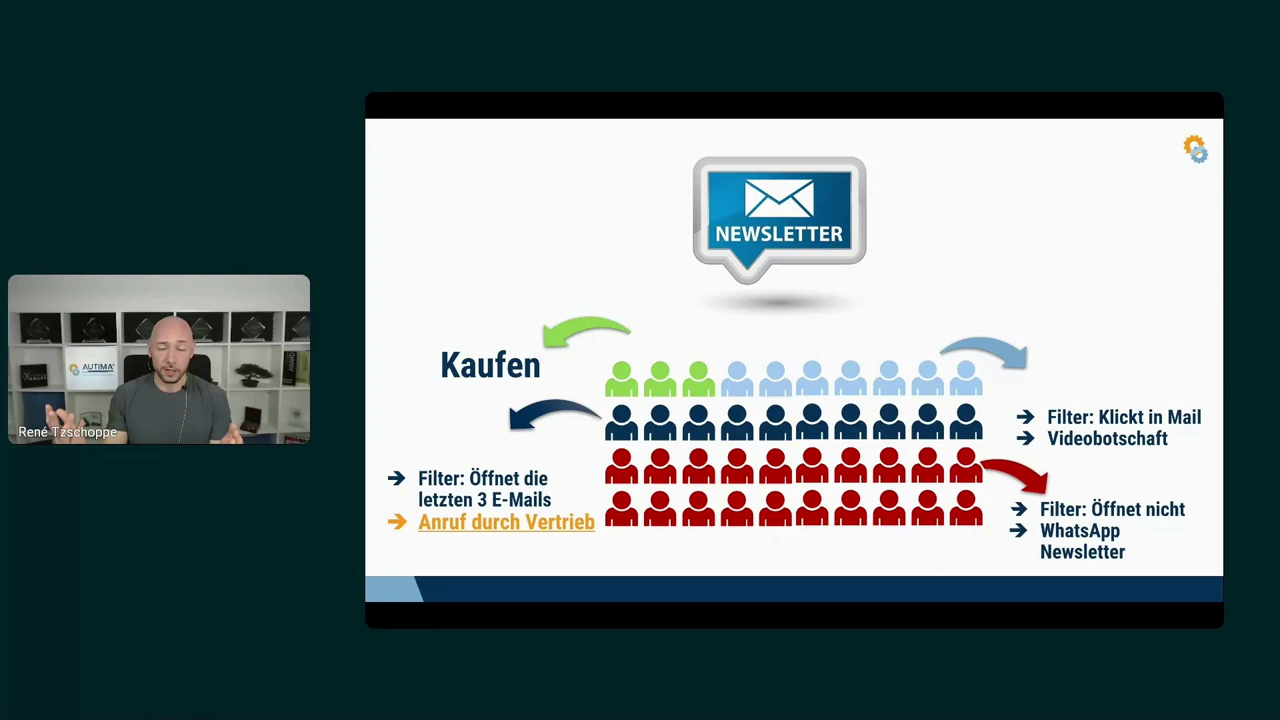 NEWSLETTER
Kaufen
➔ Filter: Klickt in Mail
➔ Videobotschaft
➔ Filter: Öffnet die
letzten 3 E-Mails
➔ Anruf durch Vertrieb
➔ Filter: Öffnet nicht
➔ WhatsApp
Newsletter
AUTIMA
René Tzschoppe